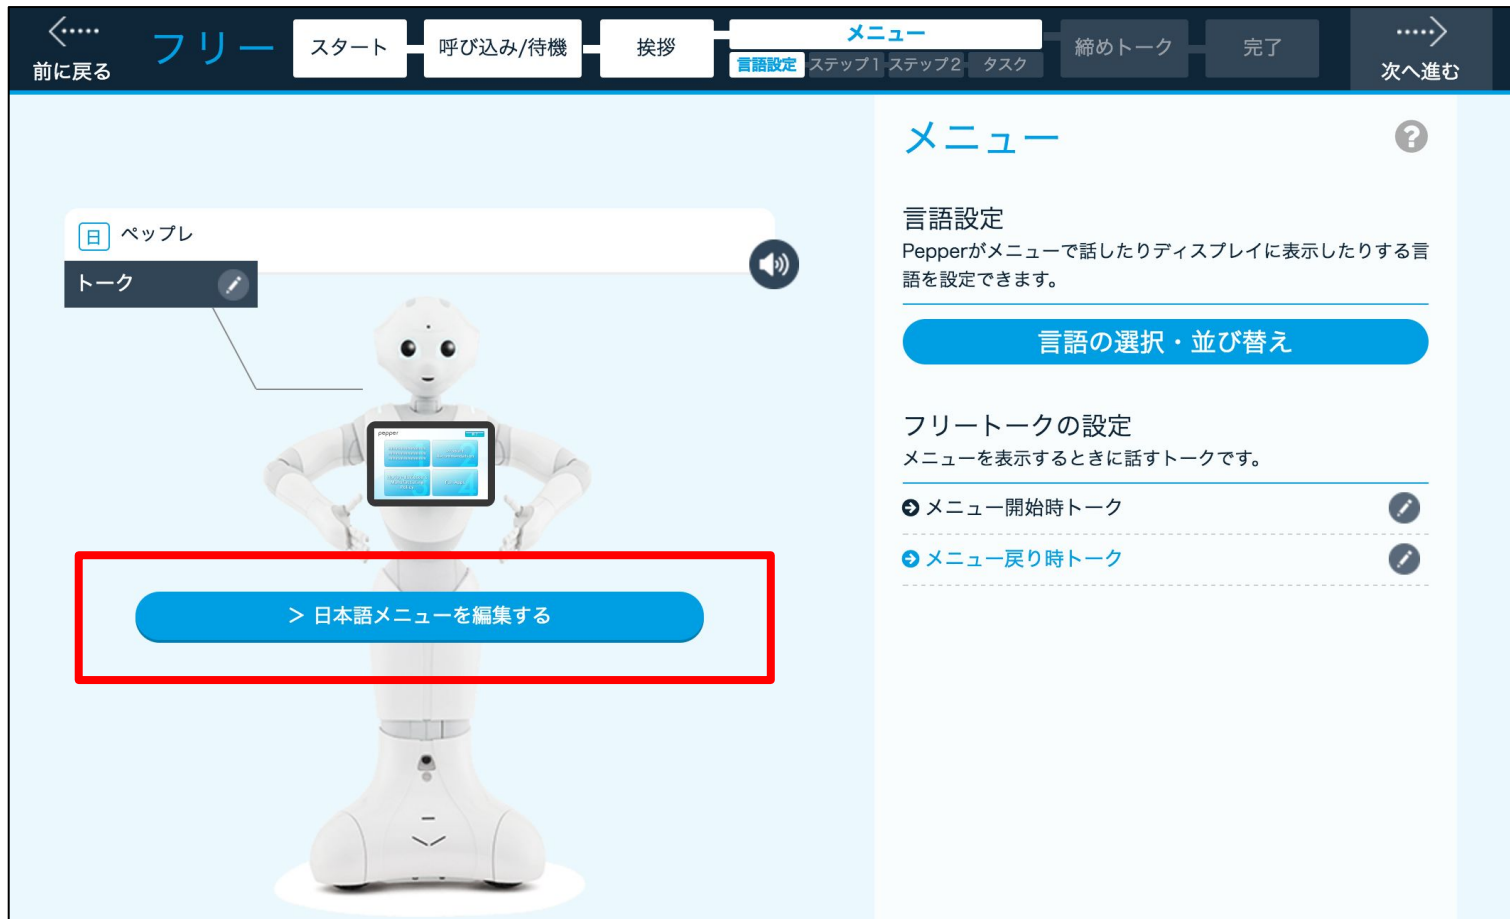 前に戻る
フリー
スタート
呼び込み/待機
挨拶
メニュー
言語設定
ステップ1
ステップ2
タスク
締めトーク
完了
次へ進む
日 ペップレ
トーク
pepper
＞日本語メニューを編集する
メニュー
?
言語設定
Pepperがメニューで話したりディスプレイに表示したりする言
語を設定できます。
言語の選択・並び替え
フリートークの設定
メニューを表示するときに話すトークです。
メニュー開始時トーク
メニュー戻り時トーク